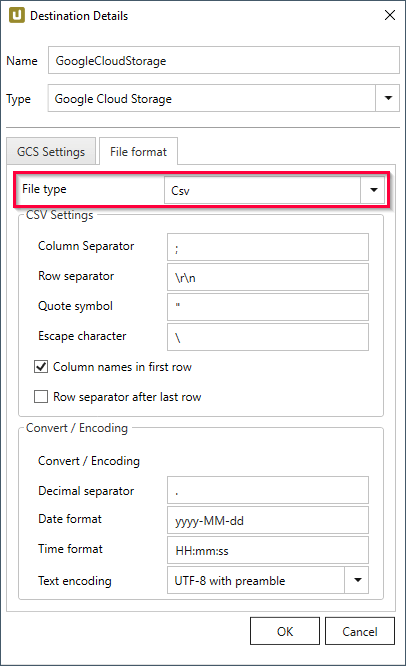 Destination Details
Name GoogleCloudStorage
Type Google Cloud Storage
GCS Settings File format
File type Csv
CSV Settings
Column Separator ;
Row separator \r\n
Quote symbol "
Escape character \
Column names in first row
Row separator after last row
Convert / Encoding
Convert / Encoding
Decimal separator .
Date format yyyy-MM-dd
Time format HH:mm:ss
Text encoding UTF-8 with preamble
OK Cancel